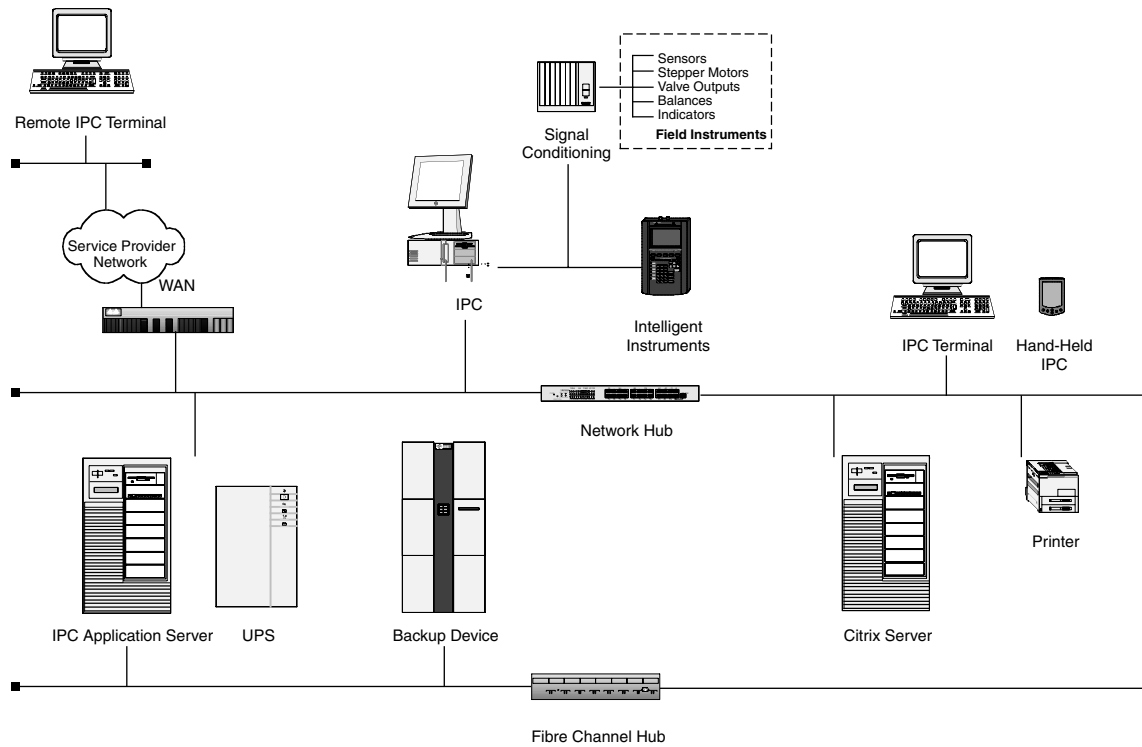 Sensors
Stepper Motors
Valve Outputs
Balances
Indicators
Field Instruments
Remote IPC Terminal
Signal
Conditioning
Service Provider
Network
WAN
IPC
Intelligent
Instruments
IPC Terminal
Hand-Held
IPC
Network Hub
Printer
IPC Application Server
UPS
Backup Device
Citrix Server
Fibre Channel Hub